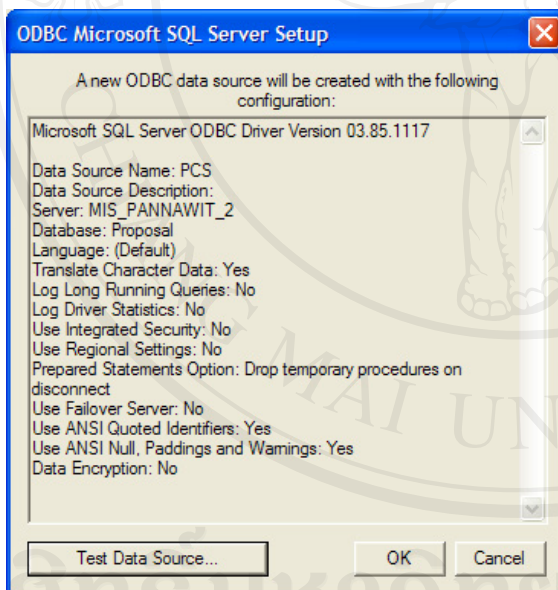 ODBC Microsoft SQL Server Setup
A new ODBC data source will be created with the following
configuration:
Microsoft SQL Server ODBC Driver Version 03.85.1117
Data Source Name: PCS
Data Source Description:
Server: MIS_PANNAWIT_2
Database: Proposal
Language: (Default)
Translate Character Data: Yes
Log Long Running Queries: No
Log Driver Statistics: No
Use Integrated Security: No
Use Regional Settings: No
Prepared Statements Option: Drop temporary procedures on
disconnect
Use Failover Server: No
Use ANSI Quoted Identifiers: Yes
Use ANSI Null, Paddings and Warnings: Yes
Data Encryption: No
Test Data Source...
OK
Cancel